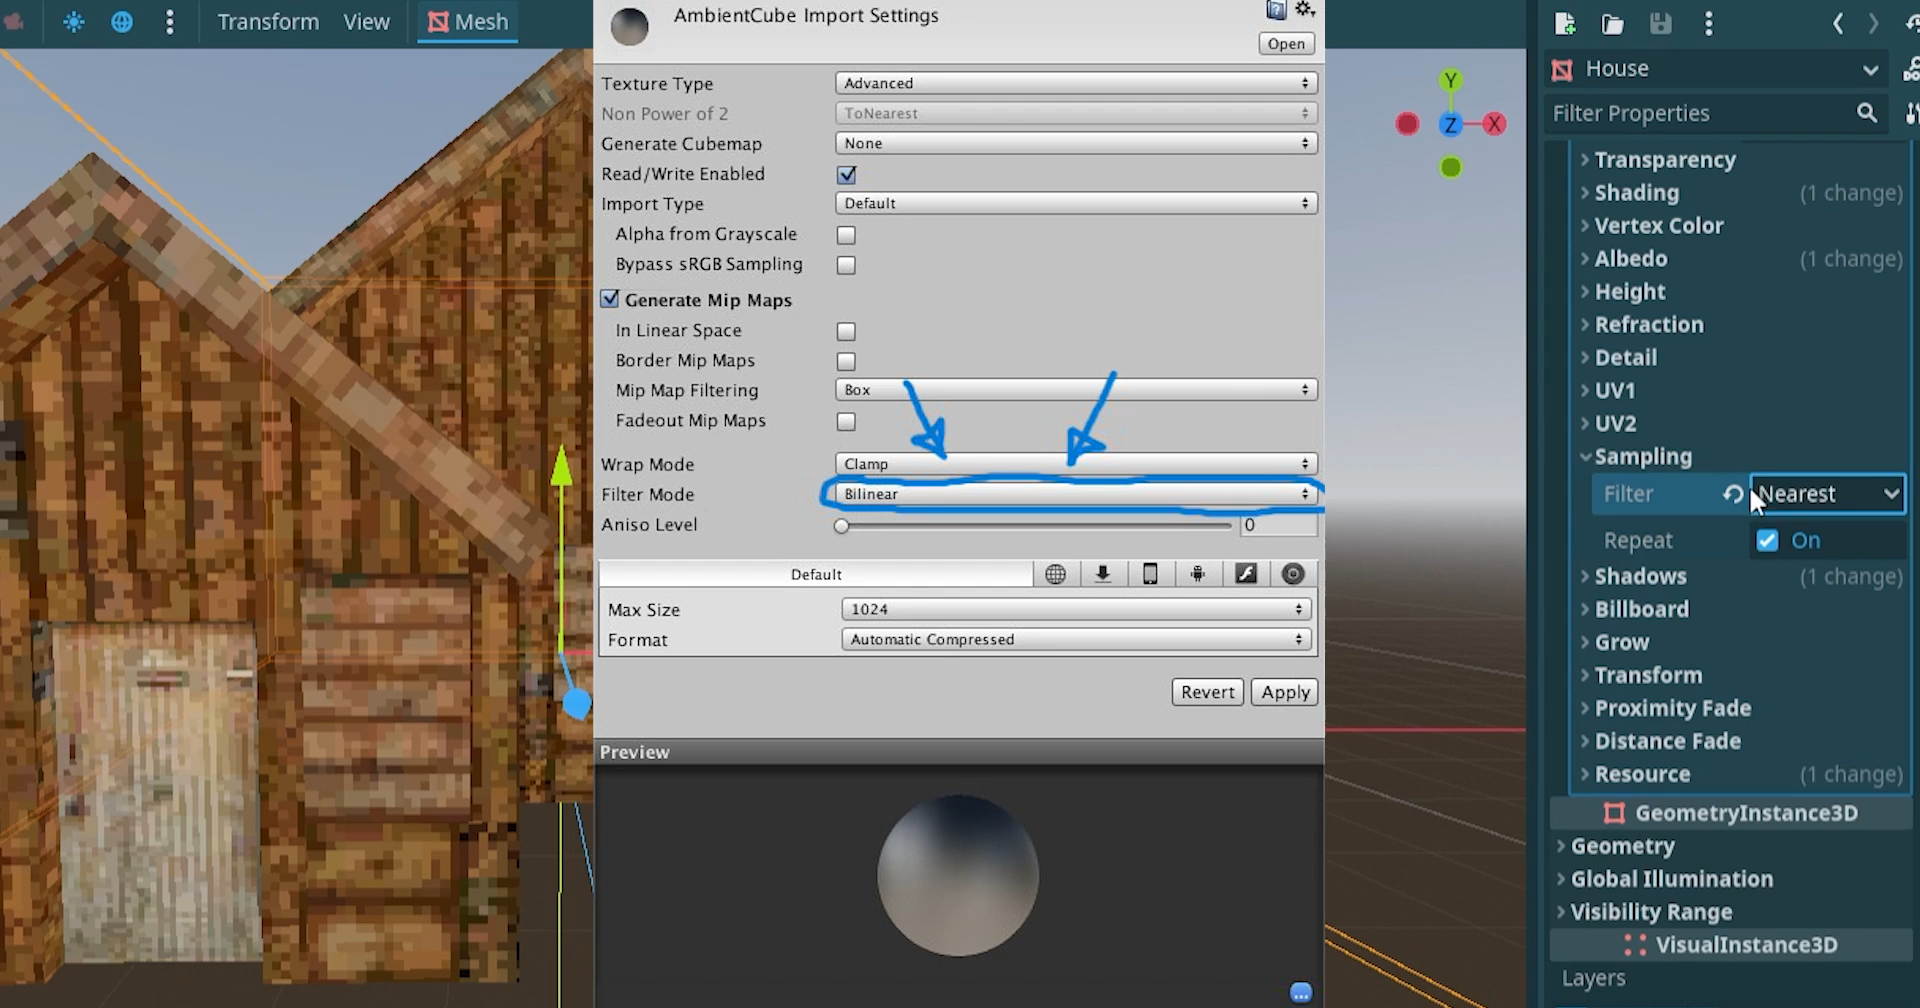 Transform View Mesh
AmbientCube Import Settings
Open
Texture Type Advanced
Non Power of 2 ToNearest
Generate Cubemap None
Read/Write Enabled
Import Type Default
Alpha from Grayscale
Bypass sRGB Sampling
Generate Mip Maps
In Linear Space
Border Mip Maps
Mip Map Filtering Box
Fadeout Mip Maps
Wrap Mode Clamp
Filter Mode Bilinear
Aniso Level 0
Default
Max Size 1024
Format Automatic Compressed
Revert Apply
Preview
Y
Z X
House
Filter Properties
Transparency
Shading (1 change)
Vertex Color
Albedo (1 change)
Height
Refraction
Detail
UV1
UV2
Sampling
Filter Nearest
Repeat On
Shadows (1 change)
Billboard
Grow
Transform
Proximity Fade
Distance Fade
Resource (1 change)
GeometryInstance3D
Geometry
Global Illumination
Visibility Range
VisualInstance3D
Layers